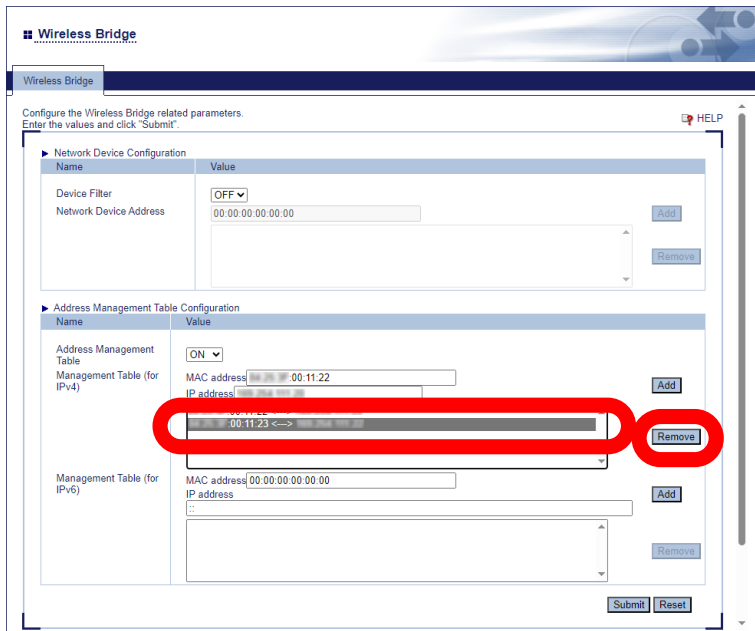 Wireless Bridge
Wireless Bridge
Configure the Wireless Bridge related parameters.
Enter the values and click "Submit".
HELP
Network Device Configuration
Name Value
Device Filter OFF
Network Device Address 00:00:00:00:00:00 Add
Remove
Address Management Table Configuration
Name Value
Address Management
Table
ON
Management Table (for
IPv4)
MAC address :00:11:22
IP address
Add
:00:11:22 <--->
:00:11:23 <--->
Remove
Management Table (for
IPv6)
MAC address 00:00:00:00:00:00
IP address
::
Add
Remove
Submit Reset